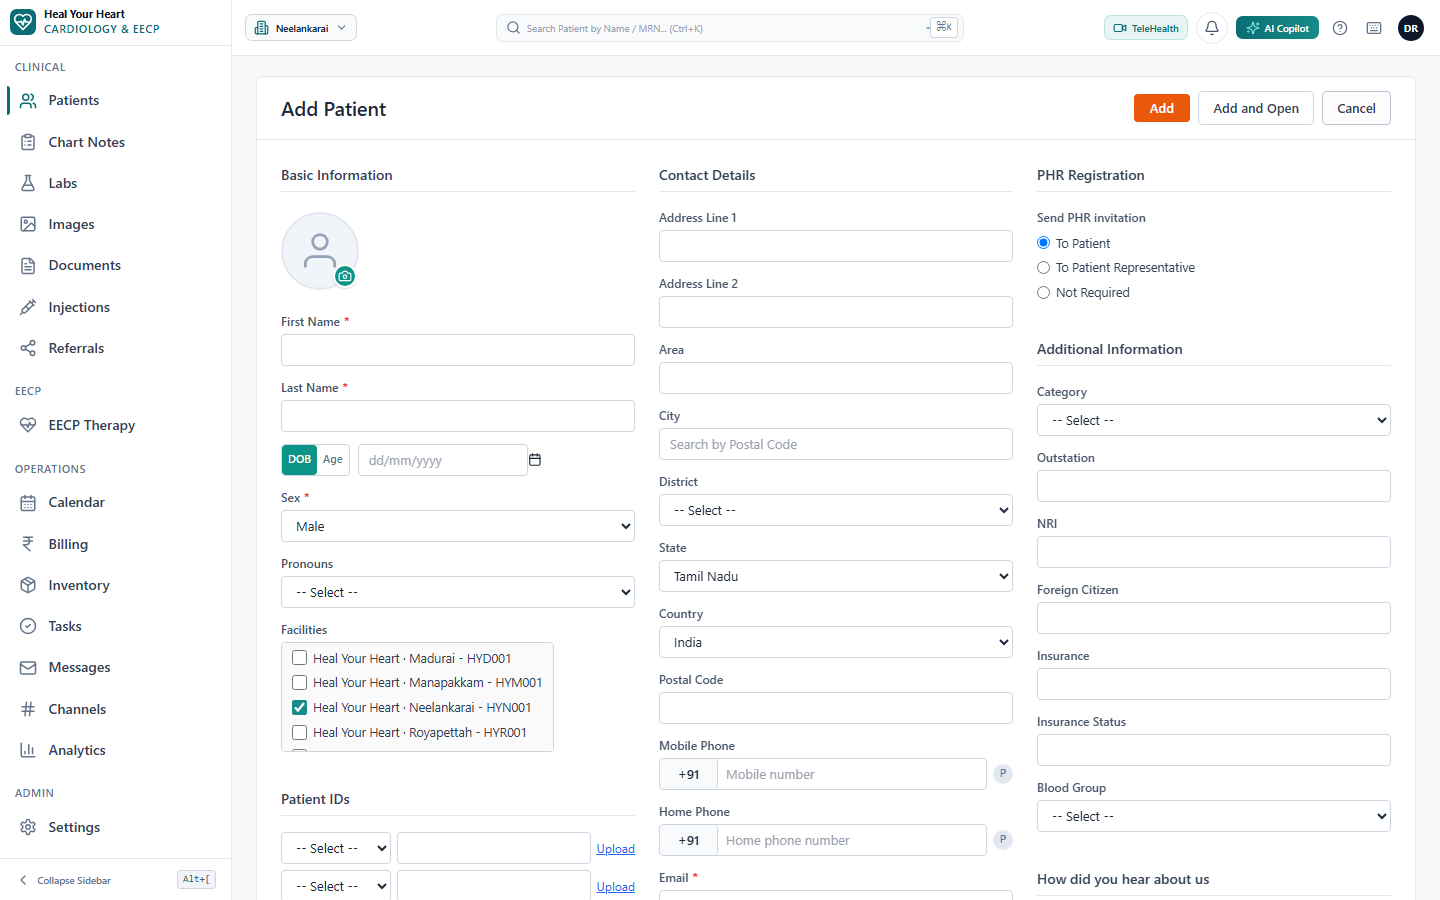 Heal Your Heart
CARDIOLOGY & EECP
Neelankarai
Search Patient by Name / MRN... (Ctrl+K)
⌘K
TeleHealth
AI Copilot
DR
CLINICAL
Patients
Chart Notes
Labs
Images
Documents
Injections
Referrals
EECP
EECP Therapy
OPERATIONS
Calendar
Billing
Inventory
Tasks
Messages
Channels
Analytics
ADMIN
Settings
Collapse Sidebar
Alt+[
Add Patient
Add
Add and Open
Cancel
Basic Information
First Name *
Last Name *
DOB
Age
dd/mm/yyyy
Sex *
Male
Pronouns
-- Select --
Facilities
Heal Your Heart · Madurai - HYD001
Heal Your Heart · Manapakkam - HYM001
Heal Your Heart · Neelankarai - HYN001
Heal Your Heart · Royapettah - HYR001
Patient IDs
-- Select --
Upload
-- Select --
Upload
Contact Details
Address Line 1
Address Line 2
Area
City
Search by Postal Code
District
-- Select --
State
Tamil Nadu
Country
India
Postal Code
Mobile Phone
+91
Mobile number
P
Home Phone
+91
Home phone number
P
Email *
PHR Registration
Send PHR invitation
To Patient
To Patient Representative
Not Required
Additional Information
Category
-- Select --
Outstation
NRI
Foreign Citizen
Insurance
Insurance Status
Blood Group
-- Select --
How did you hear about us